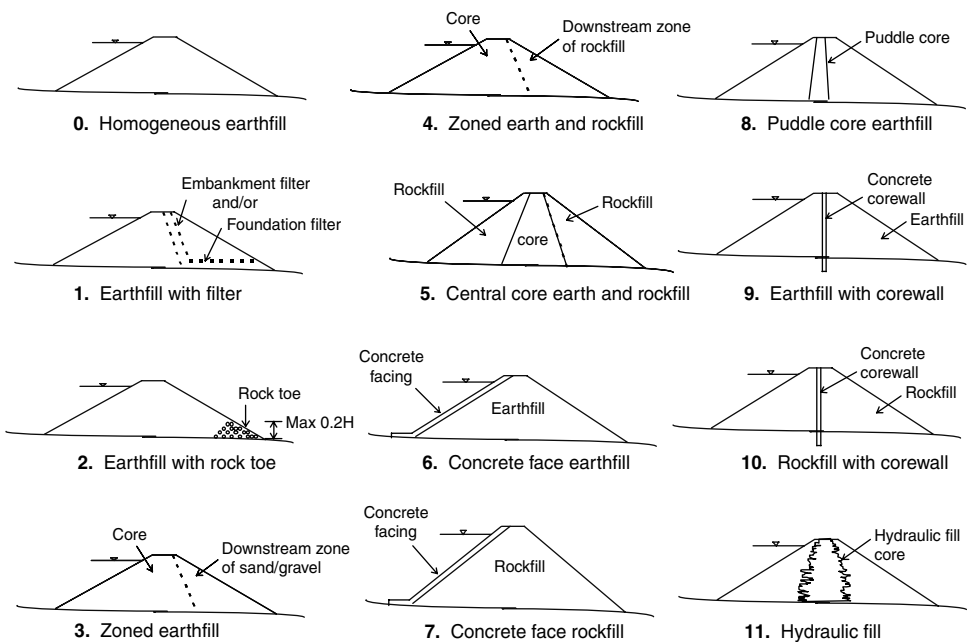 Core
Downstream zone
of rockfill
Puddle core
0. Homogeneous earthfill
4. Zoned earth and rockfill
8. Puddle core earthfill
Embankment filter
and/or
Foundation filter
Rockfill
Rockfill
core
Concrete
corewall
Earthfill
1. Earthfill with filter
5. Central core earth and rockfill
9. Earthfill with corewall
Rock toe
Max 0.2H
Concrete
facing
Earthfill
Concrete
corewall
Rockfill
2. Earthfill with rock toe
6. Concrete face earthfill
10. Rockfill with corewall
Core
Downstream zone
of sand/gravel
Concrete
facing
Rockfill
Hydraulic fill
core
3. Zoned earthfill
7. Concrete face rockfill
11. Hydraulic fill